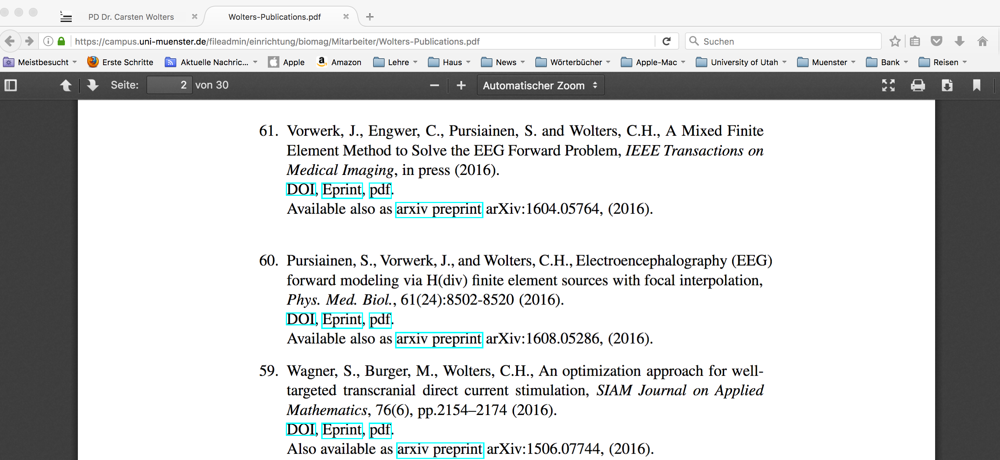 PD Dr. Carsten Wolters
Wolters-Publications.pdf
https://campus.uni-muenster.de/fileadmin/einrichtung/biomag/Mitarbeiter/Wolters-Publications.pdf
Suchen
Meistbesucht
Erste Schritte
Aktuelle Nachric...
Apple
Amazon
Lehre
Haus
News
Wörterbücher
Apple-Mac
University of Utah
Muenster
Bank
Reisen
Seite: 2 von 30
Automatischer Zoom
61. Vorwerk, J., Engwer, C., Pursiainen, S. and Wolters, C.H., A Mixed Finite
Element Method to Solve the EEG Forward Problem, IEEE Transactions on
Medical Imaging, in press (2016).
DOI, Eprint, pdf.
Available also as arxiv preprint arXiv:1604.05764, (2016).
60. Pursiainen, S., Vorwerk, J., and Wolters, C.H., Electroencephalography (EEG)
forward modeling via H(div) finite element sources with focal interpolation,
Phys. Med. Biol., 61(24):8502-8520 (2016).
DOI, Eprint, pdf.
Available also as arxiv preprint arXiv:1608.05286, (2016).
59. Wagner, S., Burger, M., Wolters, C.H., An optimization approach for well-
targeted transcranial direct current stimulation, SIAM Journal on Applied
Mathematics, 76(6), pp.2154–2174 (2016).
DOI, Eprint, pdf.
Also available as arxiv preprint arXiv:1506.07744, (2016).